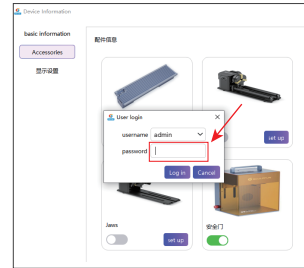 Device Information
basic information
Accessories
显示设置
配件信息
User login
username admin
password
Log in Cancel
set up
Jaws
set up
安全门